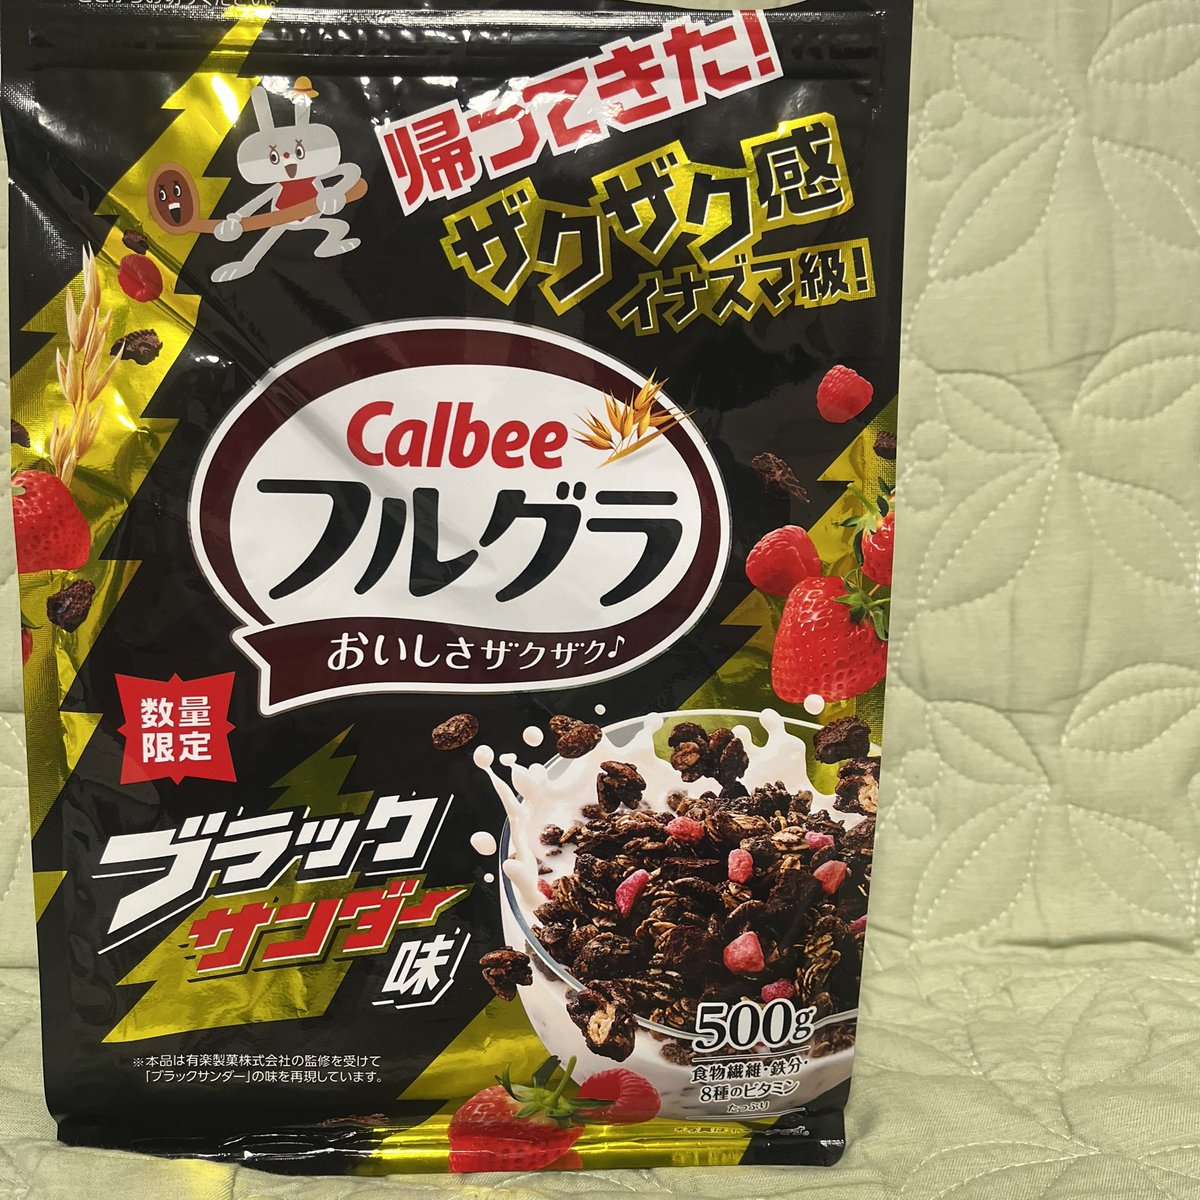 帰ってきた!
ザクザク感
イナズマ級!
Calbee
フルグラ
おいしさザクザク♪
数量
限定
ブラック
サンダー
味
500g
食物繊維・鉄分・
8種のビタミン
たっぷり
※本品は有楽製菓株式会社の監修を受けて
「ブラックサンダー」の味を再現しています。